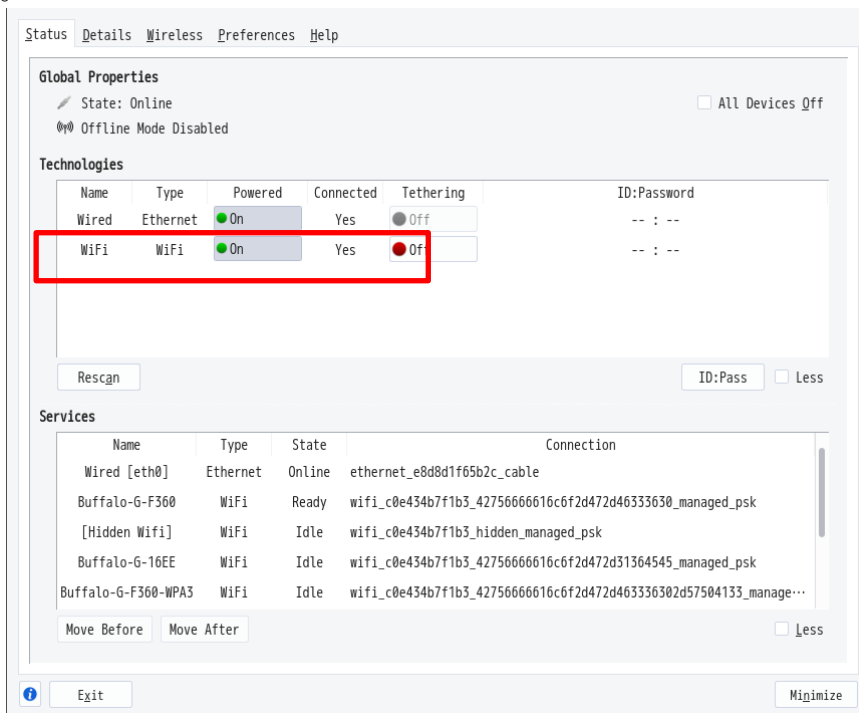 Status Details Wireless Preferences Help
Global Properties
State: Online
All Devices Off
Offline Mode Disabled
Technologies
Name Type Powered Connected Tethering ID:Password
Wired Ethernet On Yes Off -- : --
WiFi WiFi On Yes Off -- : --
Rescan ID:Pass Less
Services
Name Type State Connection
Wired [eth0] Ethernet Online ethernet_e8d8d1f65b2c_cable
Buffalo-G-F360 WiFi Ready wifi_c0e434b7f1b3_42756666616c6f2d472d46333630_managed_psk
[Hidden Wifi] WiFi Idle wifi_c0e434b7f1b3_hidden_managed_psk
Buffalo-G-16EE WiFi Idle wifi_c0e434b7f1b3_42756666616c6f2d472d31364545_managed_psk
Buffalo-G-F360-WPA3 WiFi Idle wifi_c0e434b7f1b3_42756666616c6f2d472d463336302d57504133_manage⋯
Move Before Move After Less
Exit Minimize